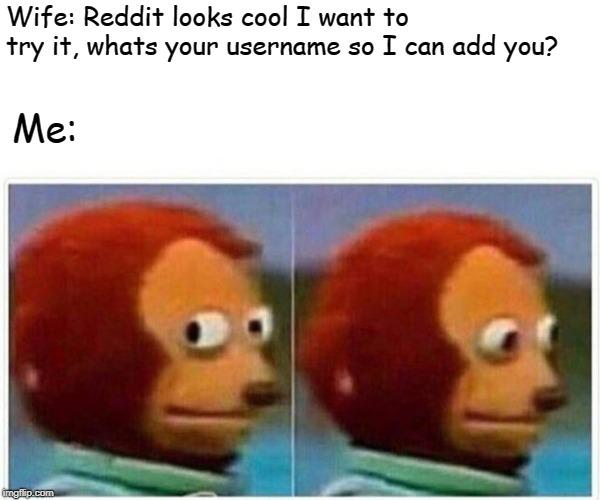 Wife: Reddit looks cool I want to
try it, whats your username so I can add you?
Me:
imgflip.com